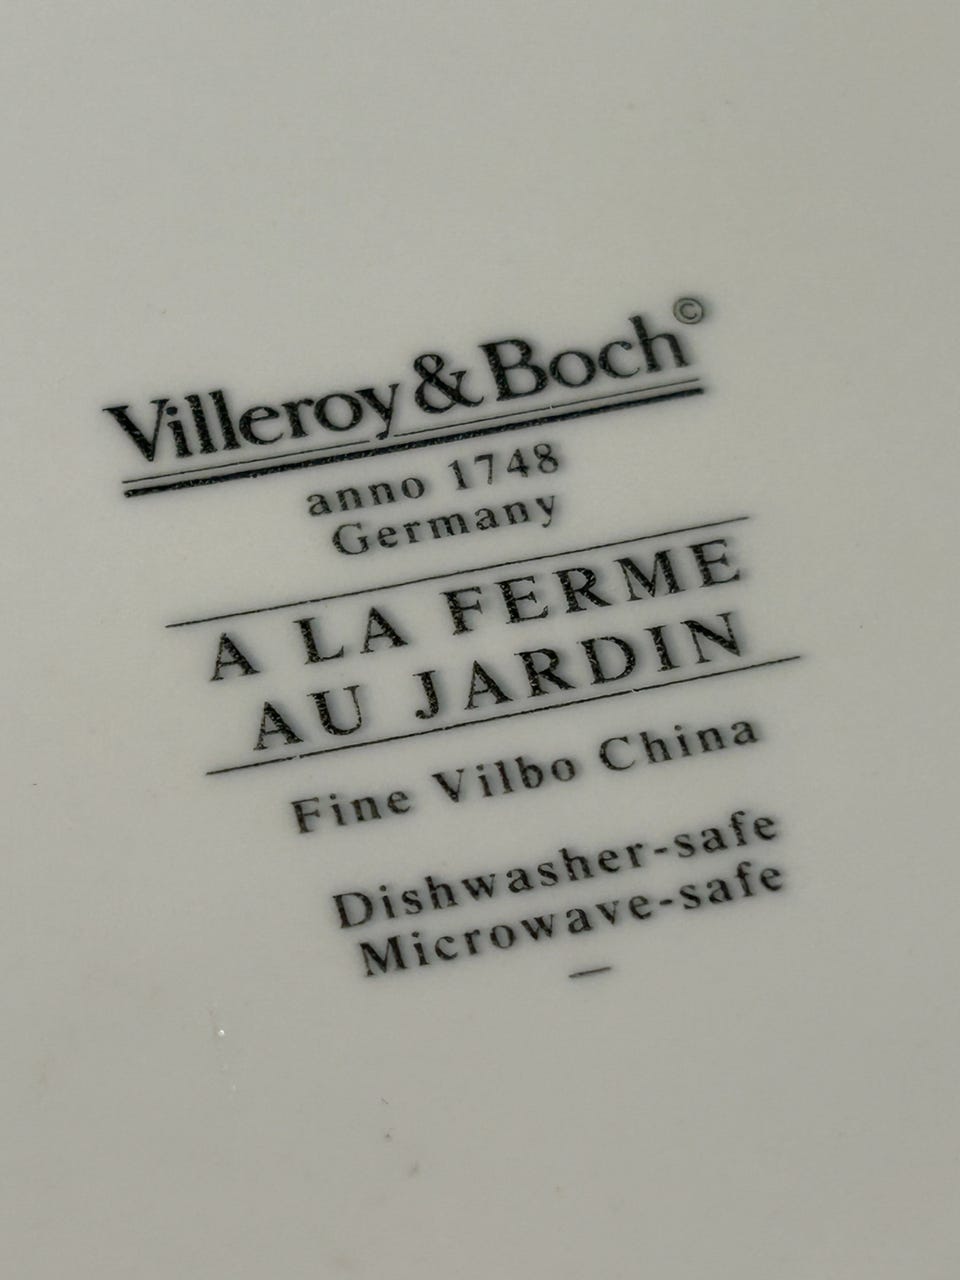 Villeroy & Boch©
anno 1748
Germany
A LA FERME
AU JARDIN
Fine Vilbo China
Dishwasher-safe
Microwave-safe